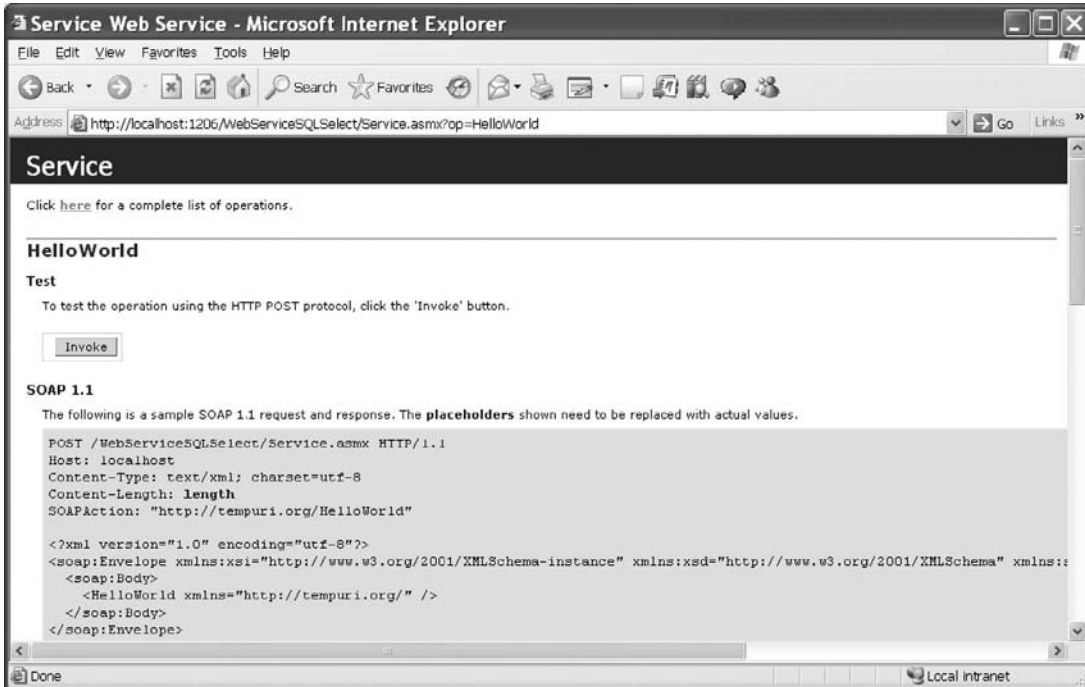 Service Web Service - Microsoft Internet Explorer
File Edit View Favorites Tools Help
Back Search Favorites
Address http://localhost:1206/WebServiceSQLSelect/Service.asmx?op=HelloWorld Go Links »
Service
Click here for a complete list of operations.
HelloWorld
Test
To test the operation using the HTTP POST protocol, click the 'Invoke' button.
Invoke
SOAP 1.1
The following is a sample SOAP 1.1 request and response. The placeholders shown need to be replaced with actual values.
POST /WebServiceSQLSelect/Service.asmx HTTP/1.1
Host: localhost
Content-Type: text/xml; charset=utf-8
Content-Length: length
SOAPAction: "http://tempuri.org/HelloWorld"
<?xml version="1.0" encoding="utf-8"?>
<soap:Envelope xmlns:xsi="http://www.w3.org/2001/XMLSchema-instance" xmlns:xsd="http://www.w3.org/2001/XMLSchema" xmlns:s
<soap:Body>
<HelloWorld xmlns="http://tempuri.org/" />
</soap:Body>
</soap:Envelope>
Done Local intranet